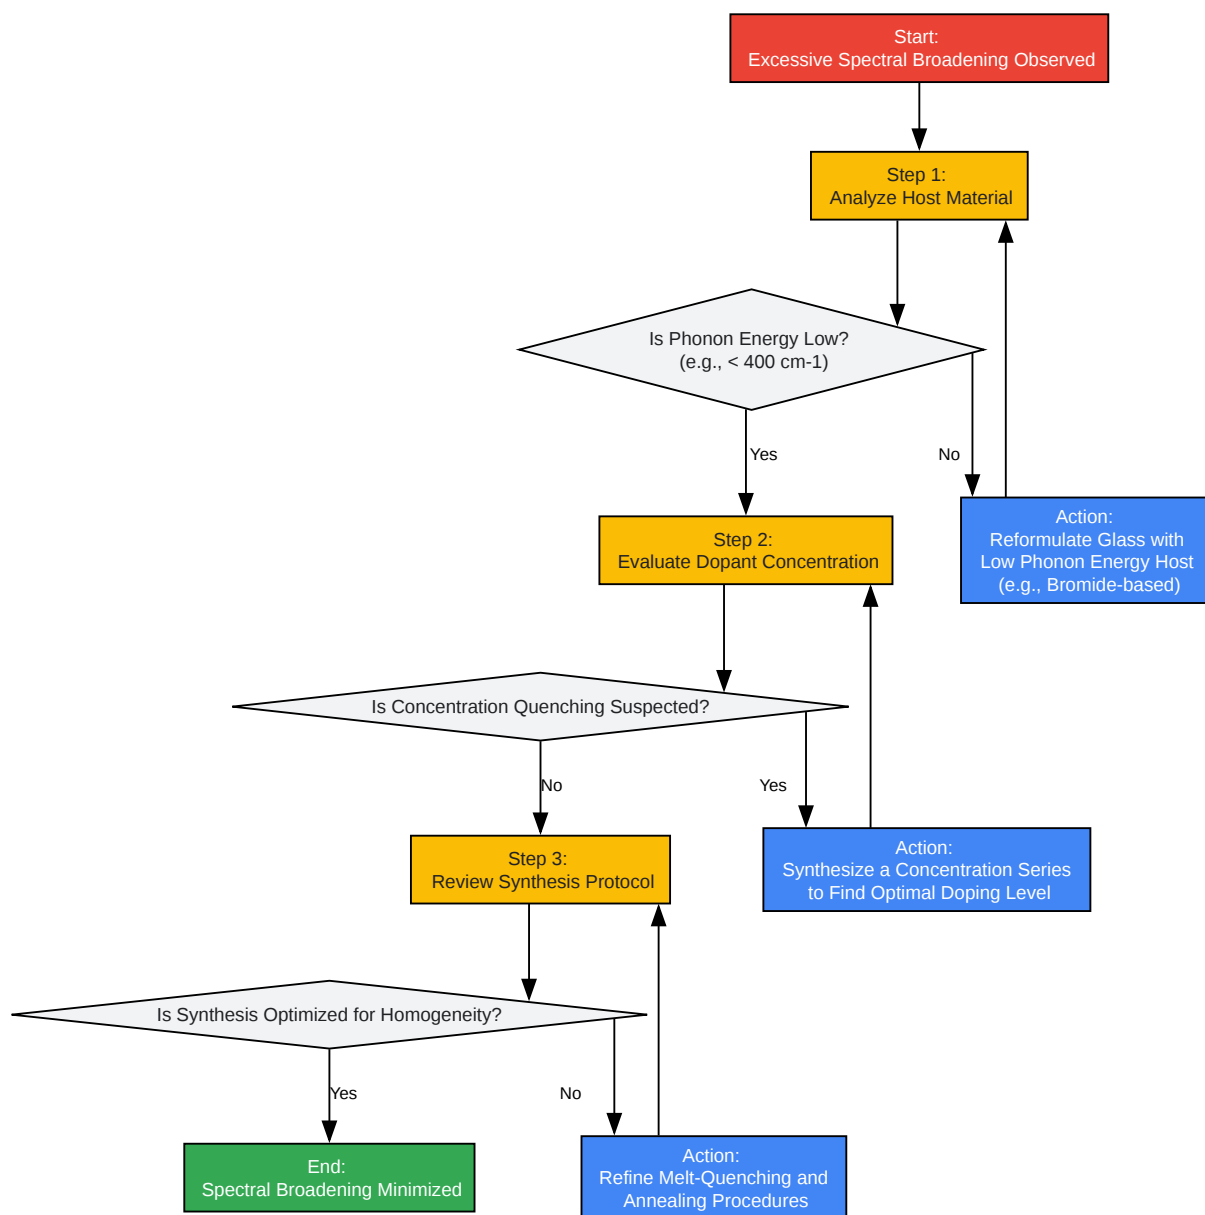 Start:
Excessive Spectral Broadening Observed
Step 1:
Analyze Host Material
Is Phonon Energy Low?
(e.g., < 400 cm-1)
Yes
No
Step 2:
Evaluate Dopant Concentration
Action:
Reformulate Glass with
Low Phonon Energy Host
(e.g., Bromide-based)
Is Concentration Quenching Suspected?
No
Yes
Step 3:
Review Synthesis Protocol
Action:
Synthesize a Concentration Series
to Find Optimal Doping Level
Is Synthesis Optimized for Homogeneity?
Yes
No
End:
Spectral Broadening Minimized
Action:
Refine Melt-Quenching and
Annealing Procedures